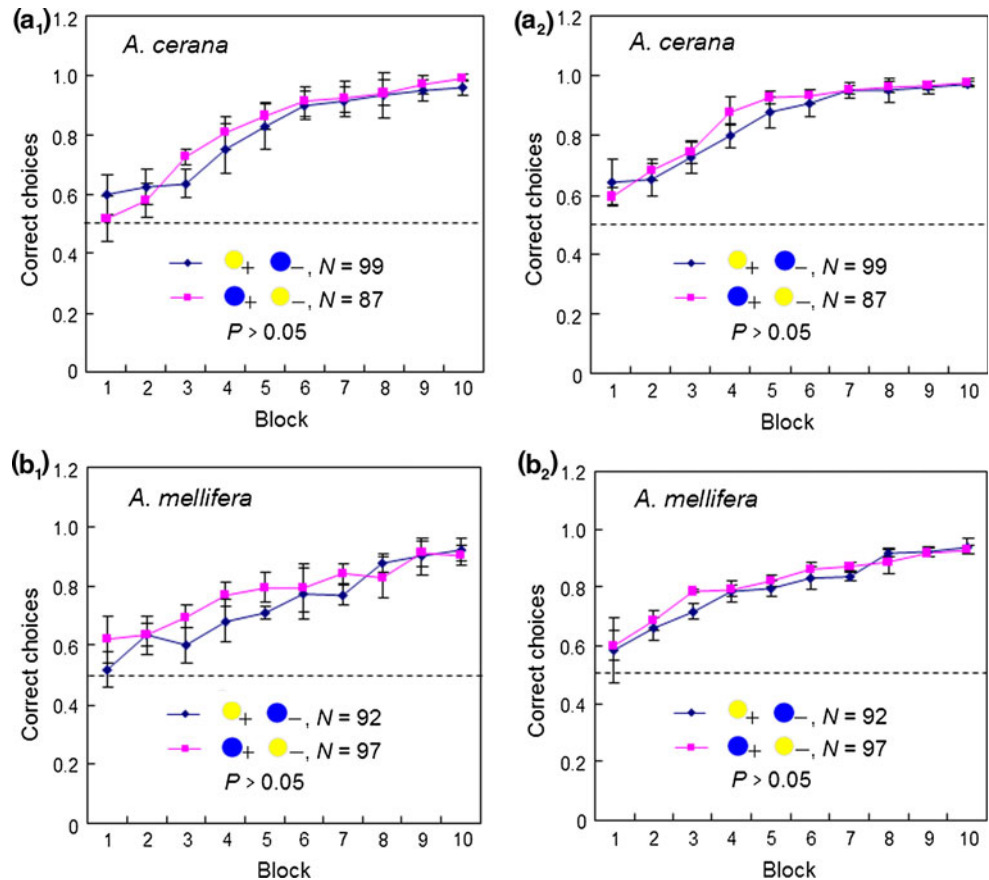 (a₁)
A. cerana
1.2
1.0
0.8
0.6
0.4
0.2
0
Correct choices
+ –, N = 99
+ –, N = 87
P > 0.05
1 2 3 4 5 6 7 8 9 10
Block
(a₂)
A. cerana
1.2
1.0
0.8
0.6
0.4
0.2
0
Correct choices
+ –, N = 99
+ –, N = 87
P > 0.05
1 2 3 4 5 6 7 8 9 10
Block
(b₁)
A. mellifera
1.2
1.0
0.8
0.6
0.4
0.2
0
Correct choices
+ –, N = 92
+ –, N = 97
P > 0.05
1 2 3 4 5 6 7 8 9 10
Block
(b₂)
A. mellifera
1.2
1.0
0.8
0.6
0.4
0.2
0
Correct choices
+ –, N = 92
+ –, N = 97
P > 0.05
1 2 3 4 5 6 7 8 9 10
Block